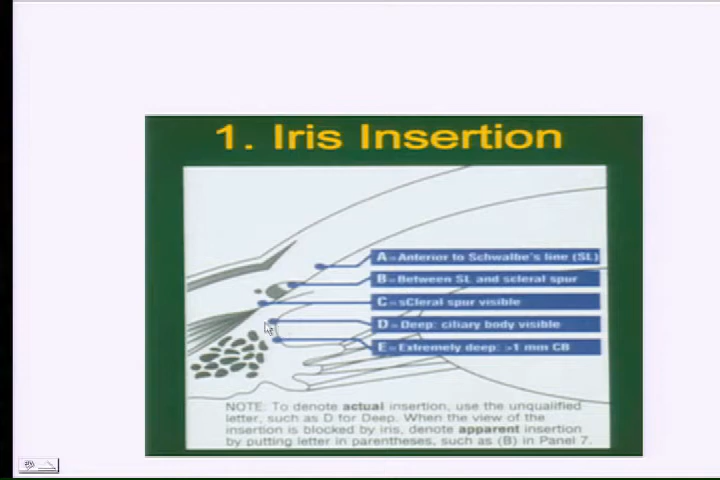 1. Iris Insertion
A=Anterior to Schwalbe's line (SL)
B=Between SL and scleral spur
C=sCleral spur visible
D=Deep: ciliary body visible
E=Extremely deep: >1 mm CB
NOTE: To denote actual insertion, use the unqualified
letter, such as D for Deep. When the view of the
insertion is blocked by iris, denote apparent insertion
by putting letter in parentheses, such as (B) in Panel 7.